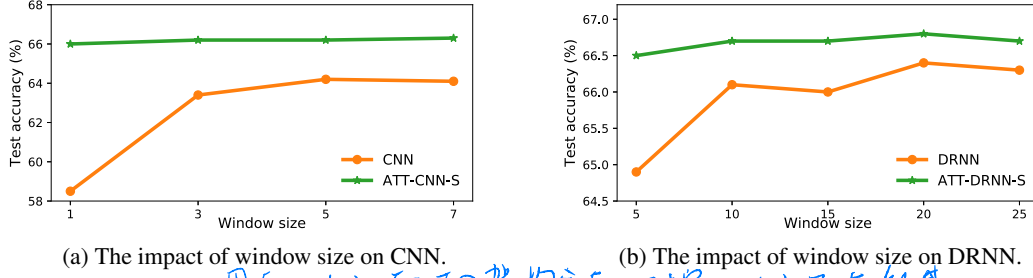 68
66
64
62
60
58
Test accuracy (%)
CNN
ATT-CNN-S
1 3 5 7
Window size
67.0
66.5
66.0
65.5
65.0
64.5
Test accuracy (%)
DRNN
ATT-DRNN-S
5 10 15 20 25
Window size
(a) The impact of window size on CNN.
(b) The impact of window size on DRNN.